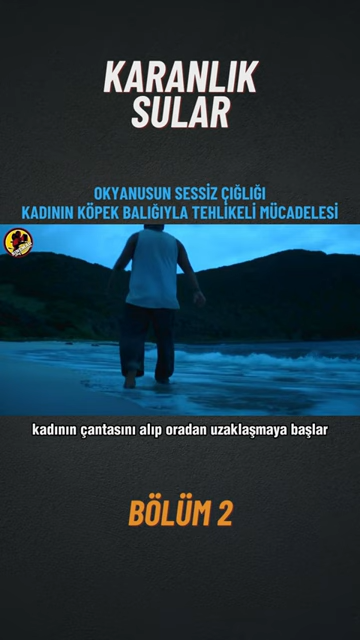 KARANLIK
SULAR
OKYANUSUN SESSİZ ÇIĞLIĞI
KADININ KÖPEK BALIĞIYLA TEHLİKELİ MÜCADELESİ
kadının çantasını alıp oradan uzaklaşmaya başlar
BÖLÜM 2